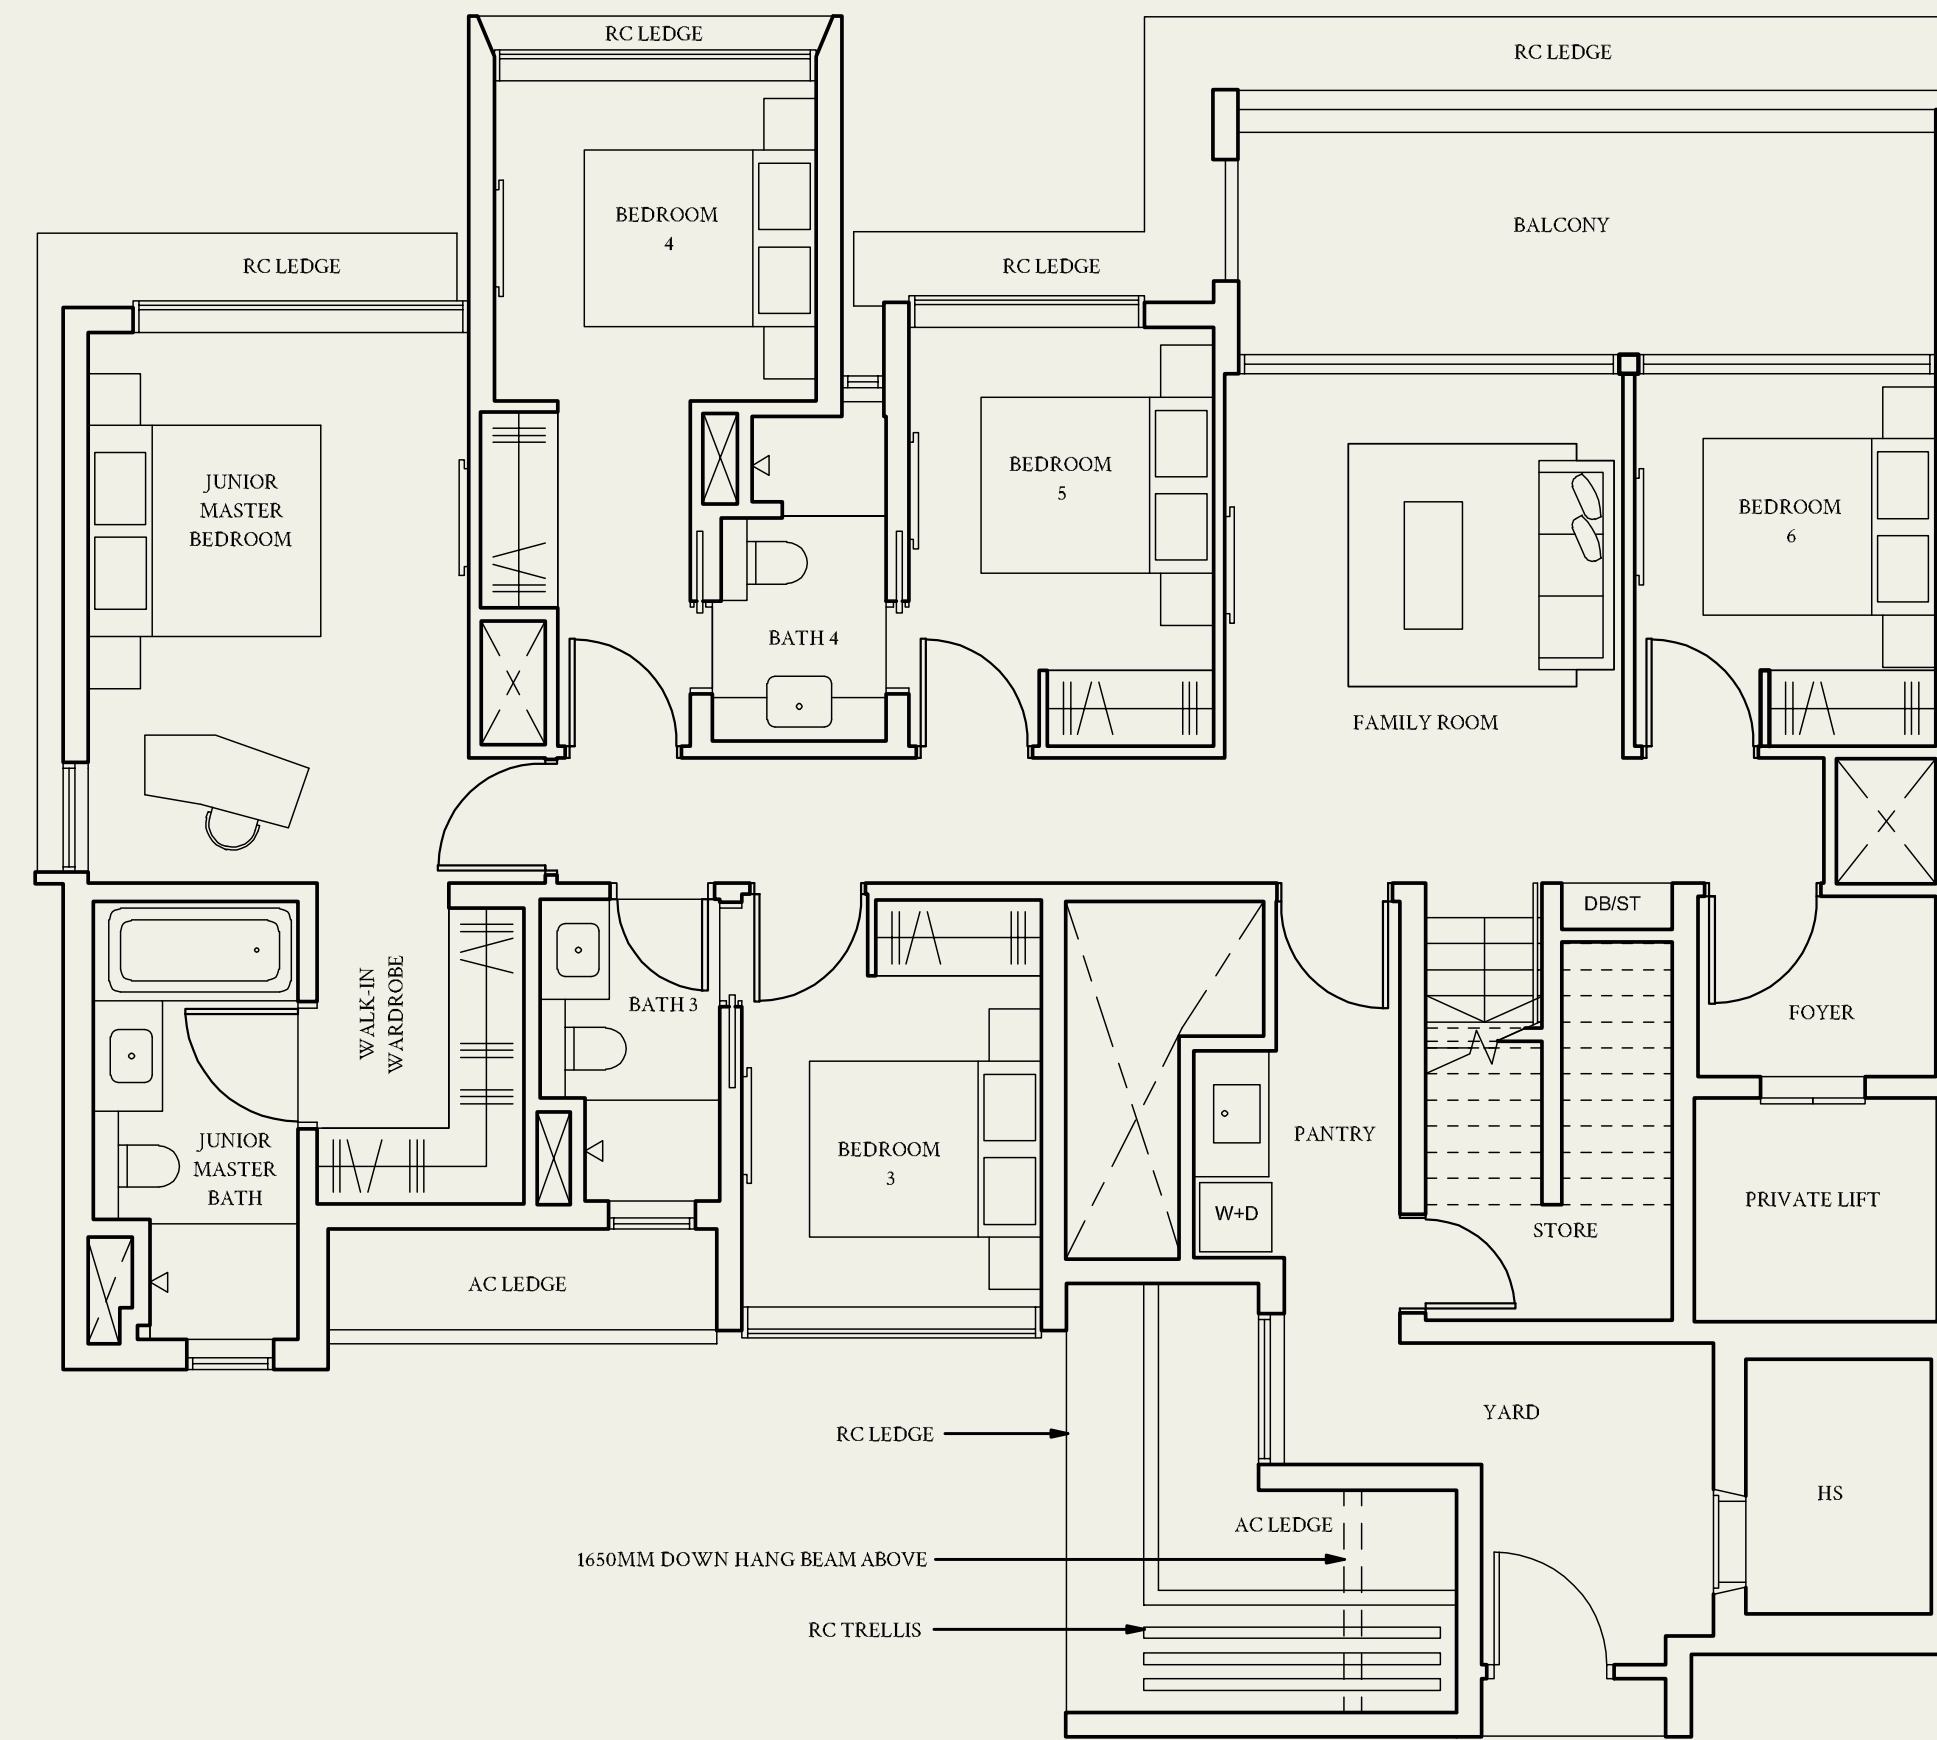 RC LEDGE
RC LEDGE
BEDROOM
4
BALCONY
RC LEDGE
RC LEDGE
JUNIOR
MASTER
BEDROOM
BEDROOM
5
BEDROOM
6
BATH 4
FAMILY ROOM
DB/ST
WALK-IN
WARDROBE
BATH 3
FOYER
JUNIOR
MASTER
BATH
BEDROOM
3
PANTRY
W+D
STORE
PRIVATE LIFT
AC LEDGE
YARD
RC LEDGE
HS
AC LEDGE
1650MM DOWN HANG BEAM ABOVE
RC TRELLIS